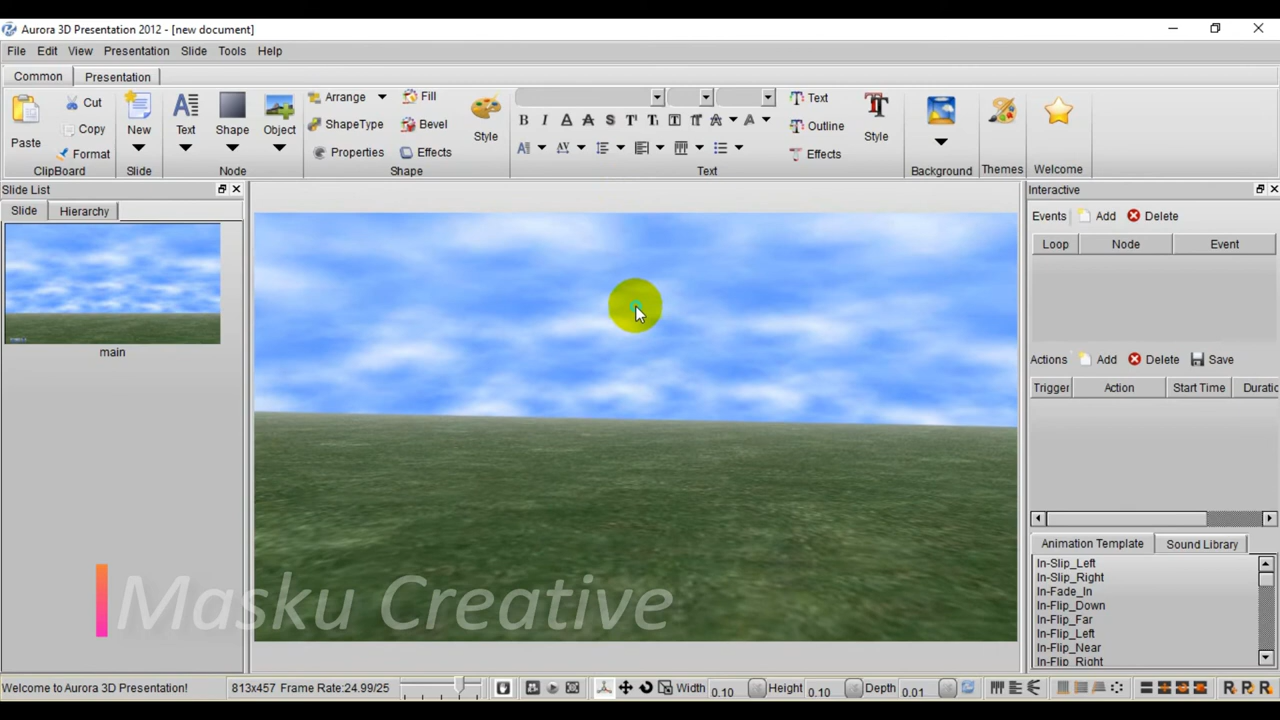 Aurora 3D Presentation 2012 - [new document]
File Edit View Presentation Slide Tools Help
Common Presentation
Paste Cut Copy Format ClipBoard
New Slide
Text Shape Object Node
Arrange ShapeType Properties Fill Bevel Effects Style Shape
Text Outline Effects Style Text
Background
Themes
Welcome
Slide List
Slide Hierarchy
main
Interactive
Events Add Delete
Loop Node Event
Actions Add Delete Save
Trigger Action Start Time Duratic
Animation Template Sound Library
In-Slip_Left
In-Slip_Right
In-Fade_In
In-Flip_Down
In-Flip_Far
In-Flip_Left
In-Flip_Near
In-Flip_Right
Masku Creative
Welcome to Aurora 3D Presentation! 813x457 Frame Rate:24.99/25 Width 0.10 Height 0.10 Depth 0.01